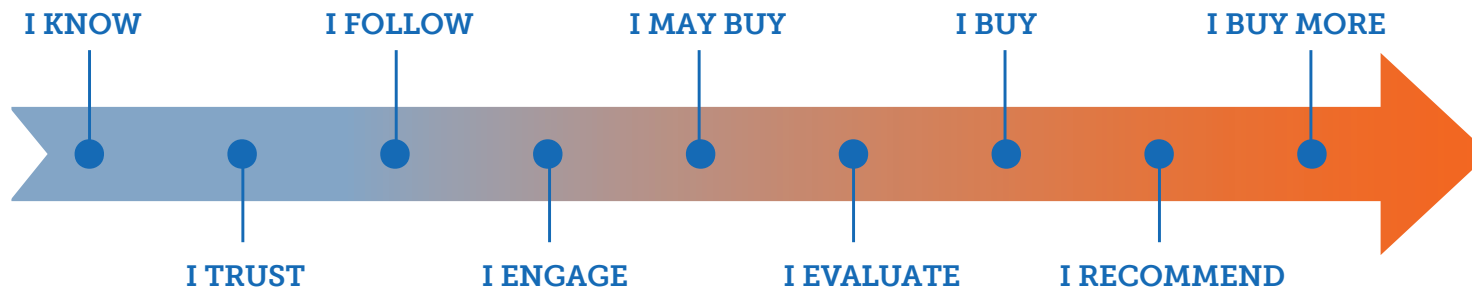 I KNOW
I FOLLOW
I MAY BUY
I BUY
I BUY MORE
I TRUST
I ENGAGE
I EVALUATE
I RECOMMEND